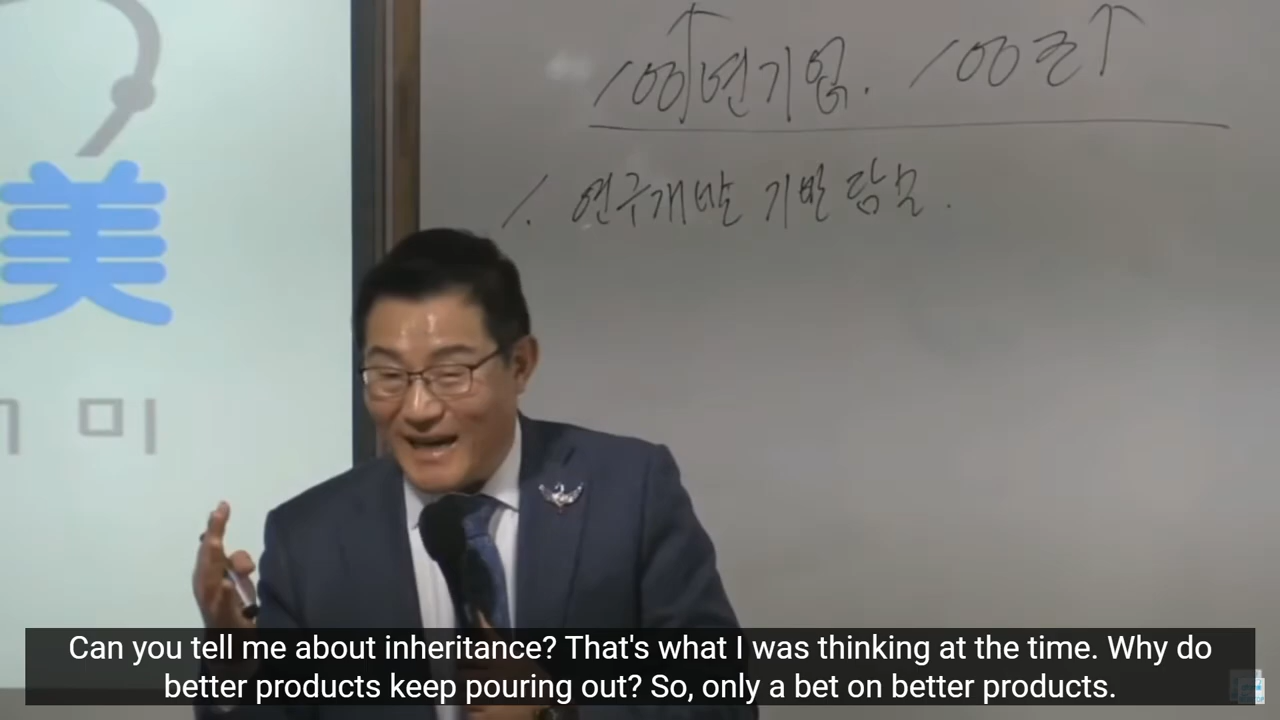 100년기업. 100조↑
1. 연구개발 기반 담보.
美
미
Can you tell me about inheritance? That's what I was thinking at the time. Why do
better products keep pouring out? So, only a bet on better products.